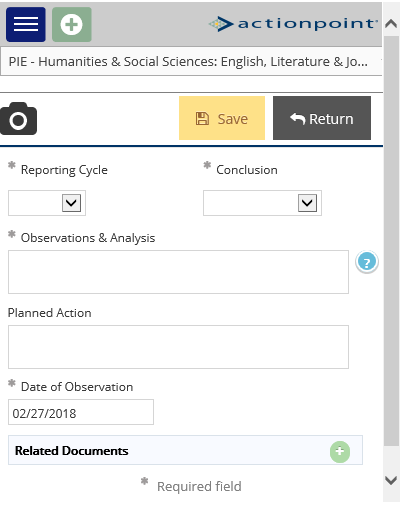 actionpoint
PIE - Humanities & Social Sciences: English, Literature & Jo...
Save Return
* Reporting Cycle * Conclusion
* Observations & Analysis
?
Planned Action
* Date of Observation
02/27/2018
Related Documents
* Required field